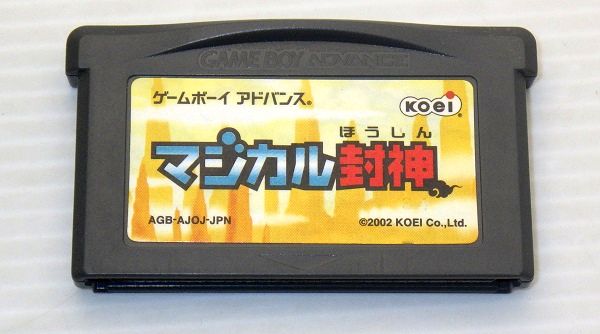 GAME BOY ADVANCE
ゲームボーイ アドバンス®
KOEI®
ほうしん
マジカル封神
AGB-AJOJ-JPN
©2002 KOEI Co.,Ltd.